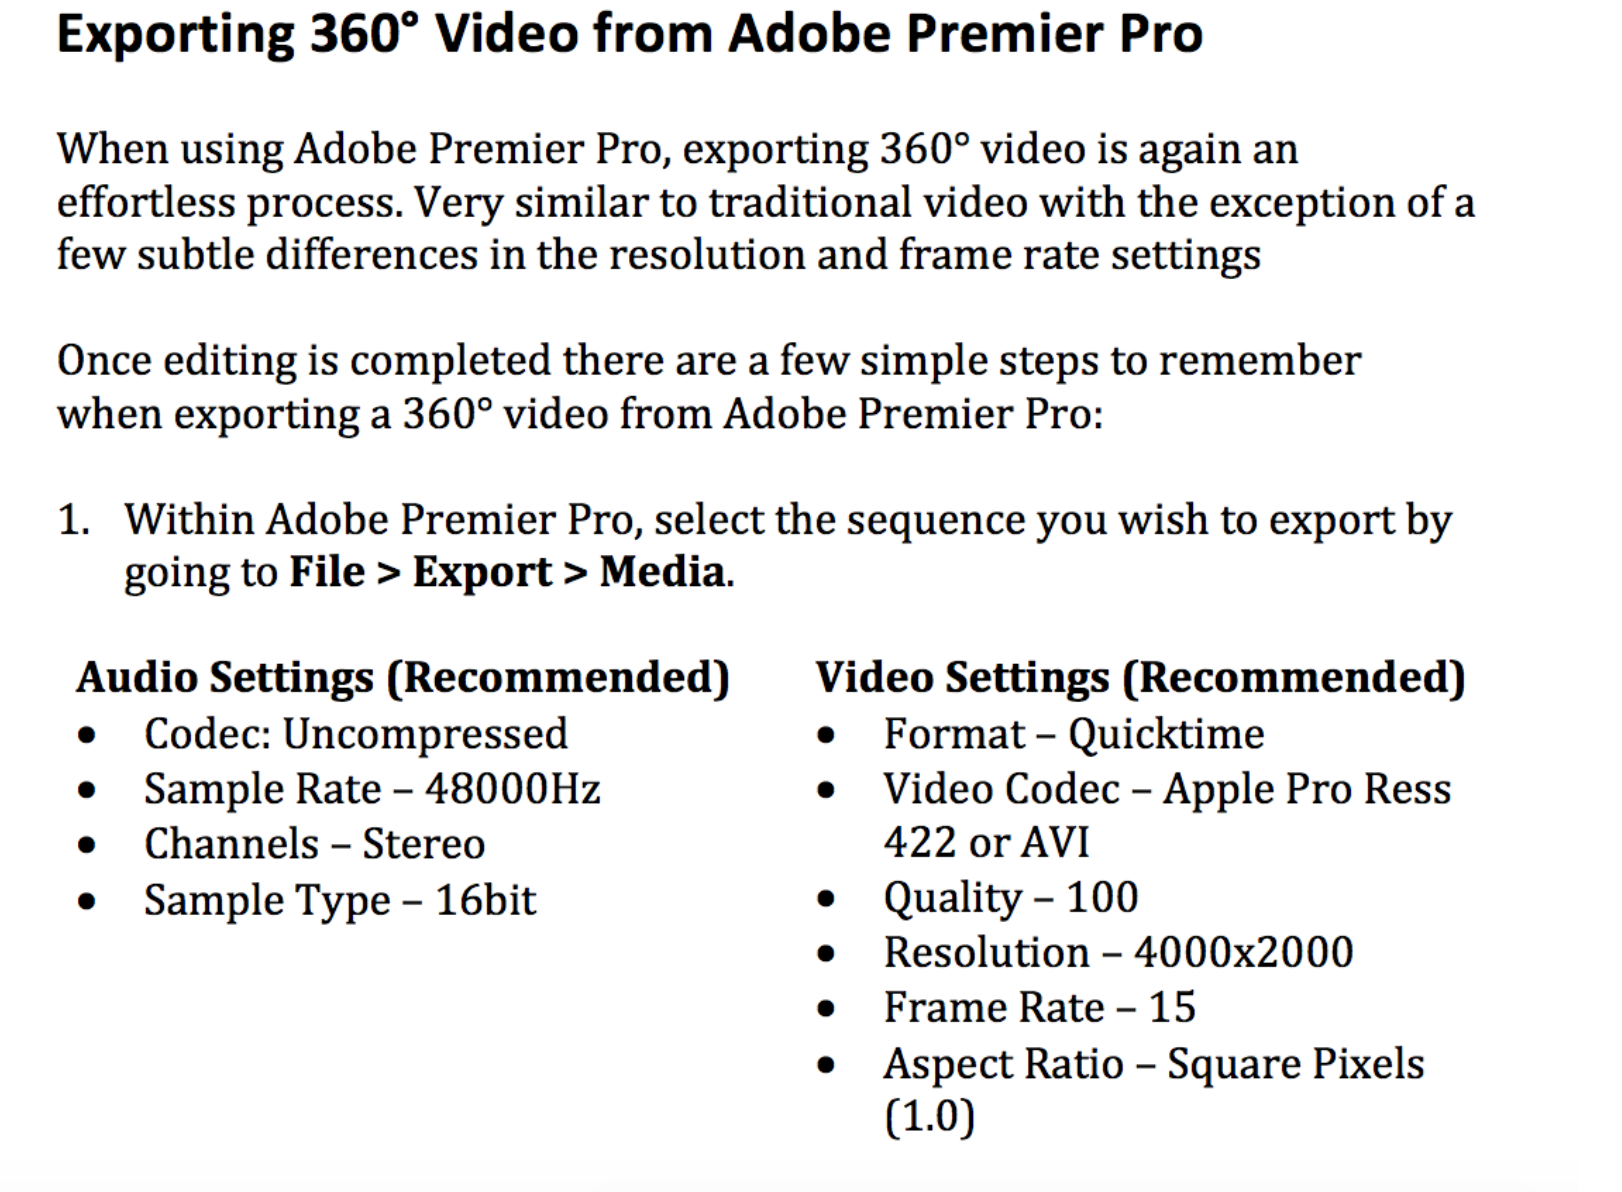 Exporting 360° Video from Adobe Premier Pro
When using Adobe Premier Pro, exporting 360° video is again an
effortless process. Very similar to traditional video with the exception of a
few subtle differences in the resolution and frame rate settings
Once editing is completed there are a few simple steps to remember
when exporting a 360° video from Adobe Premier Pro:
1. Within Adobe Premier Pro, select the sequence you wish to export by
going to File > Export > Media.
Audio Settings (Recommended)
• Codec: Uncompressed
• Sample Rate – 48000Hz
• Channels – Stereo
• Sample Type – 16bit
Video Settings (Recommended)
• Format – Quicktime
• Video Codec – Apple Pro Ress
422 or AVI
• Quality – 100
• Resolution – 4000x2000
• Frame Rate – 15
• Aspect Ratio – Square Pixels
(1.0)